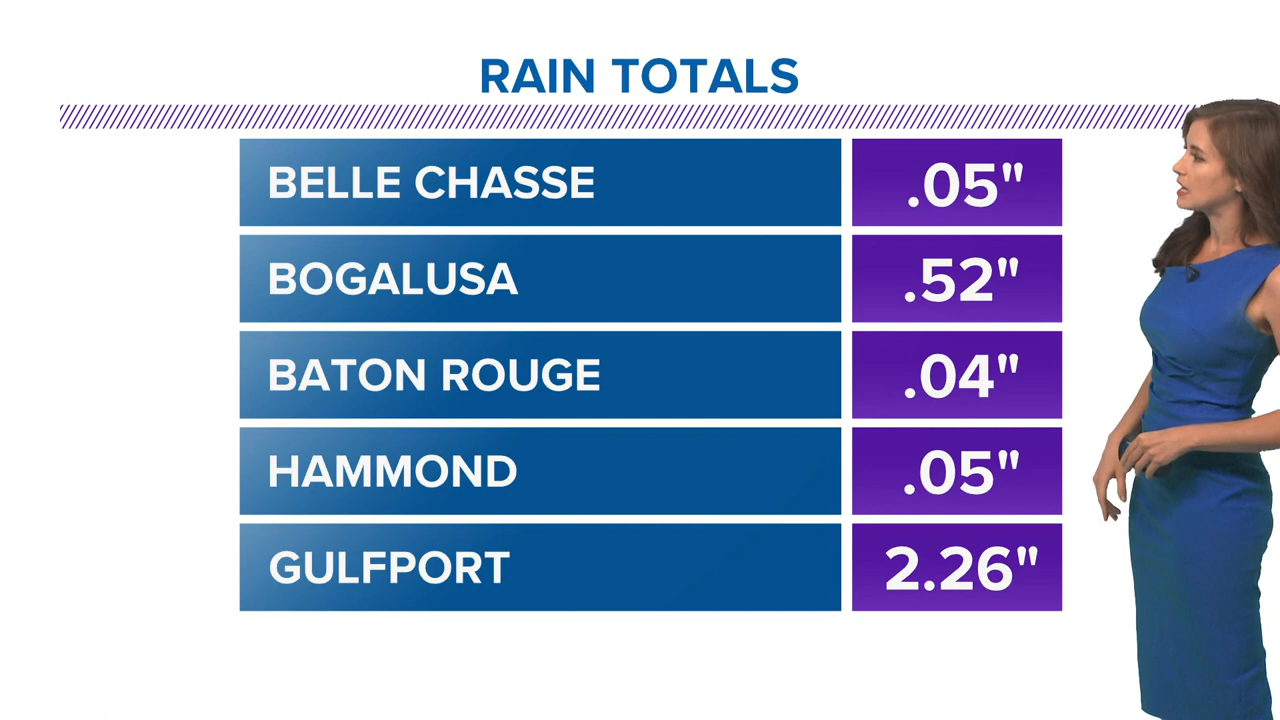 RAIN TOTALS
BELLE CHASSE .05"
BOGALUSA .52"
BATON ROUGE .04"
HAMMOND .05"
GULFPORT 2.26"